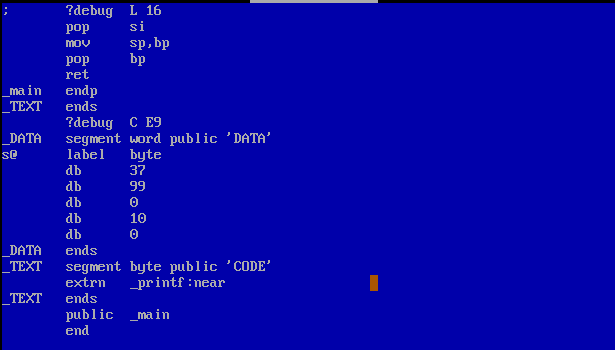 ;       ?debug  L 16
        pop     si
        mov     sp,bp
        pop     bp
        ret
_main   endp
_TEXT   ends
        ?debug  C E9
_DATA   segment word public 'DATA'
s@      label   byte
        db      37
        db      99
        db      0
        db      10
        db      0
_DATA   ends
_TEXT   segment byte public 'CODE'
        extrn   _printf:near
_TEXT   ends
        public  _main
        end